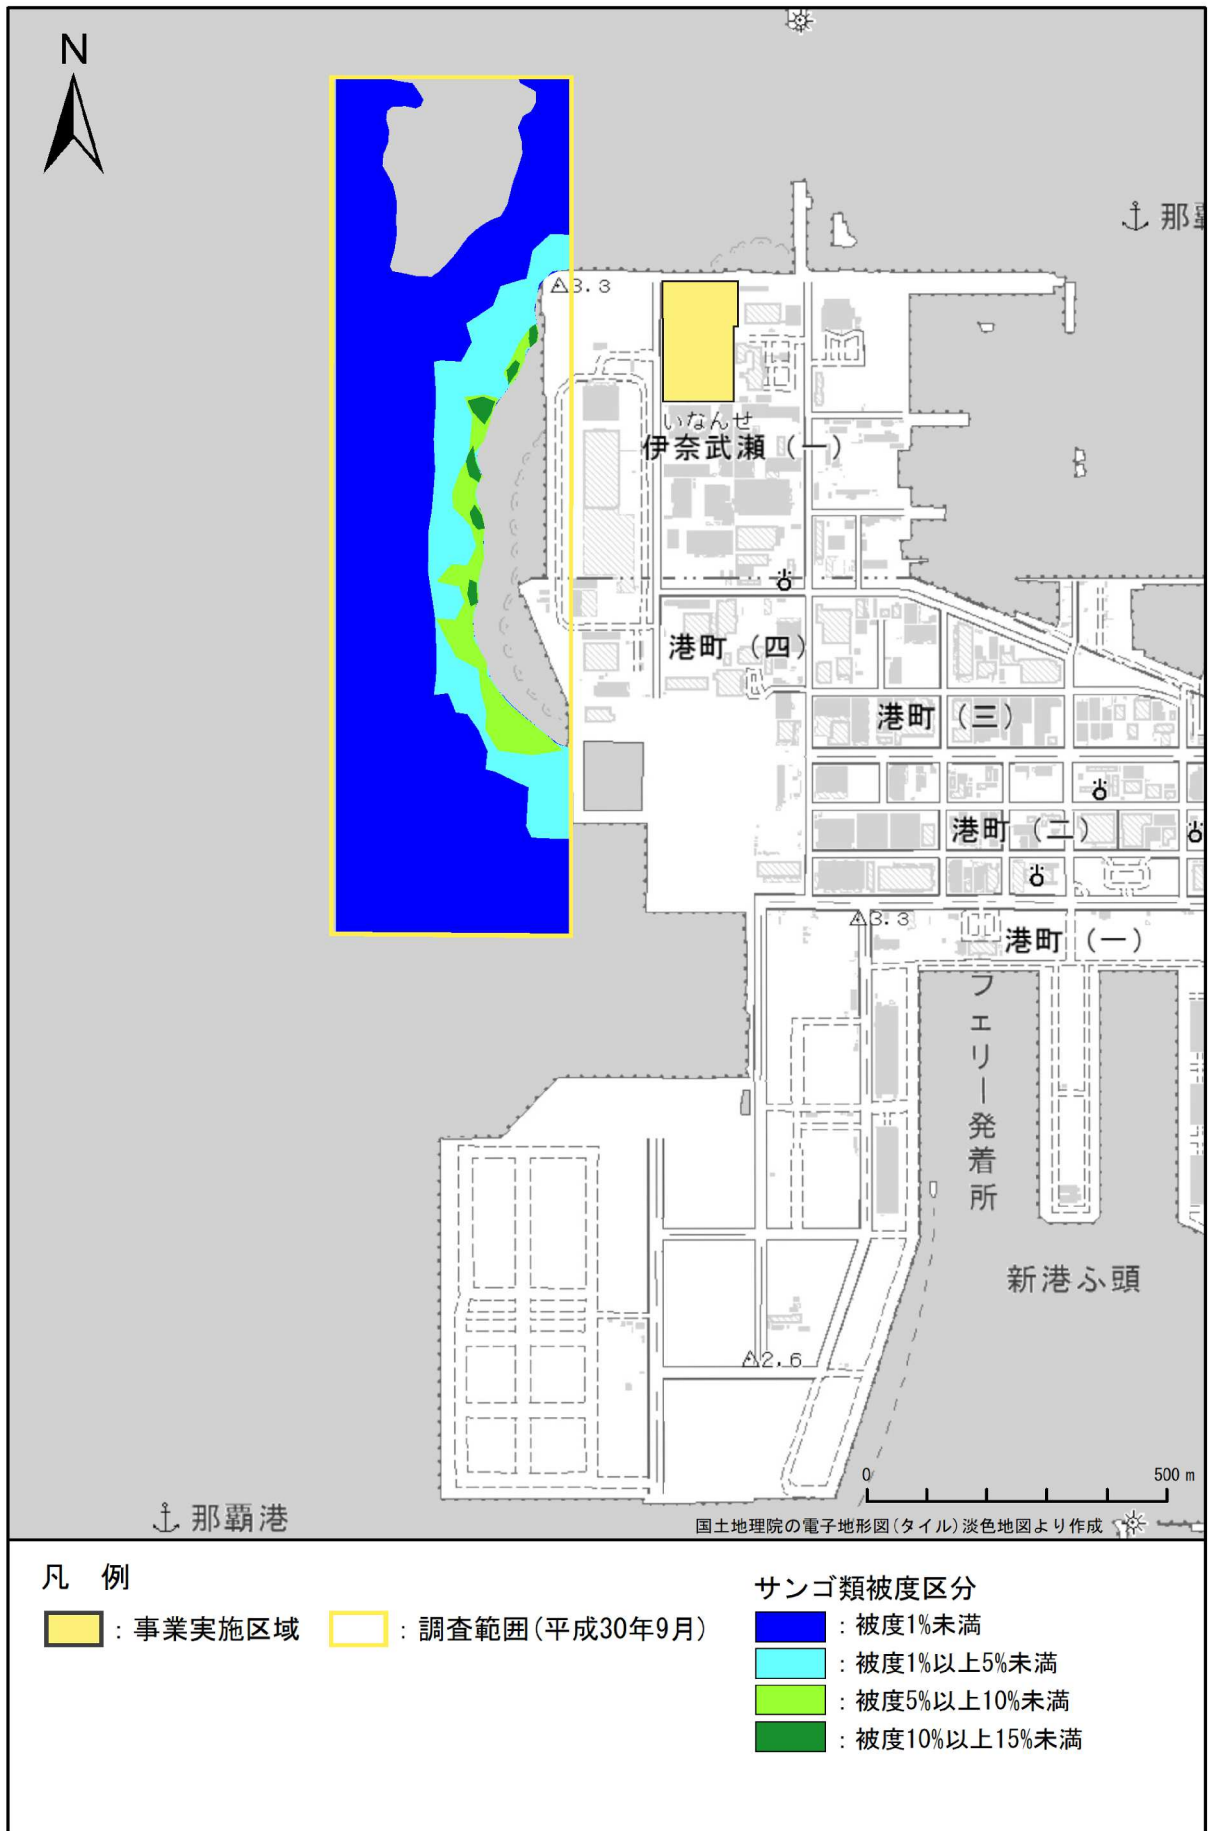 N
那覇
3.3
いなんせ
伊奈武瀬(一)
港町(四)
港町(三)
港町(二)
3.3
港町(一)
フェリー発着所
新港ふ頭
2.6
0 500 m
那覇港
国土地理院の電子地形図(タイル)淡色地図より作成
凡 例
:事業実施区域
:調査範囲(平成30年9月)
サンゴ類被度区分
:被度1%未満
:被度1%以上5%未満
:被度5%以上10%未満
:被度10%以上15%未満